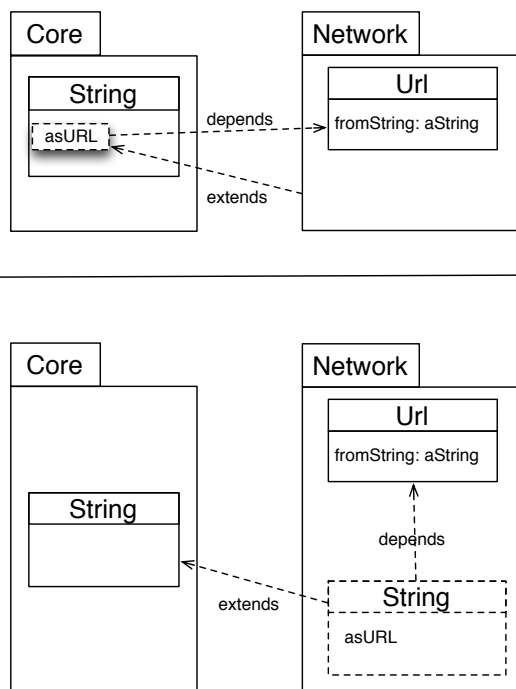 Core
Network
String
Url
asURL
depends
fromString: aString
extends
Core
Network
Url
fromString: aString
String
depends
extends
String
asURL